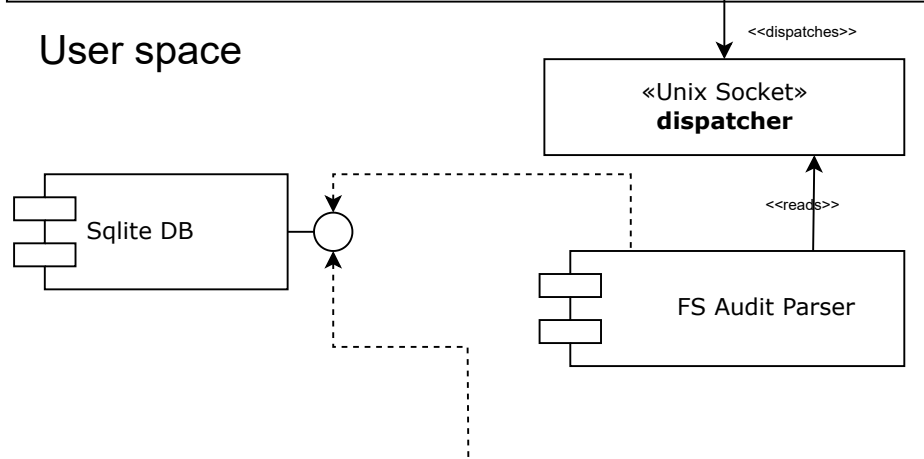 User space
<<dispatches>>
«Unix Socket»
dispatcher
<<reads>>
Sqlite DB
FS Audit Parser